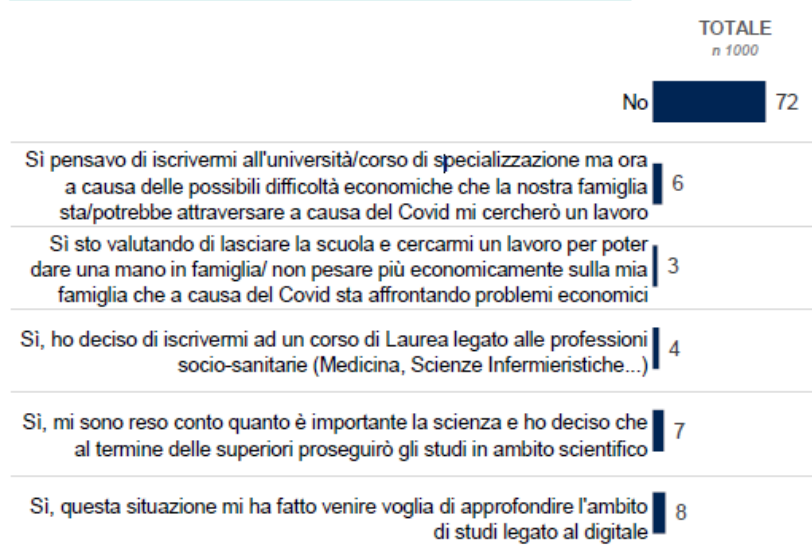 TOTALE
n 1000
No
72
Sì pensavo di iscrivermi all'università/corso di specializzazione ma ora
a causa delle possibili difficoltà economiche che la nostra famiglia
sta/potrebbe attraversare a causa del Covid mi cercherò un lavoro
6
Sì sto valutando di lasciare la scuola e cercarmi un lavoro per poter
dare una mano in famiglia/ non pesare più economicamente sulla mia
famiglia che a causa del Covid sta affrontando problemi economici
3
Sì, ho deciso di iscrivermi ad un corso di Laurea legato alle professioni
socio-sanitarie (Medicina, Scienze Infermieristiche...)
4
Sì, mi sono reso conto quanto è importante la scienza e ho deciso che
al termine delle superiori proseguirò gli studi in ambito scientifico
7
Sì, questa situazione mi ha fatto venire voglia di approfondire l'ambito
di studi legato al digitale
8